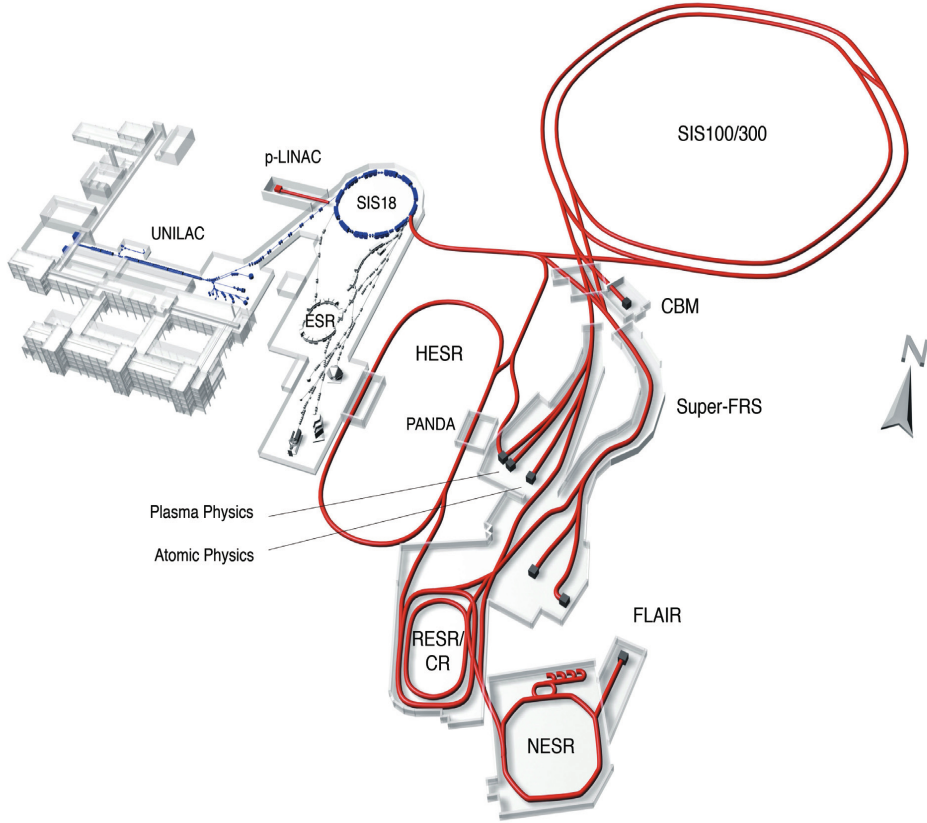 SIS100/300
p-LINAC
SIS18
UNILAC
CBM
ESR
HESR
N
Super-FRS
PANDA
Plasma Physics
Atomic Physics
FLAIR
RESR/
CR
NESR